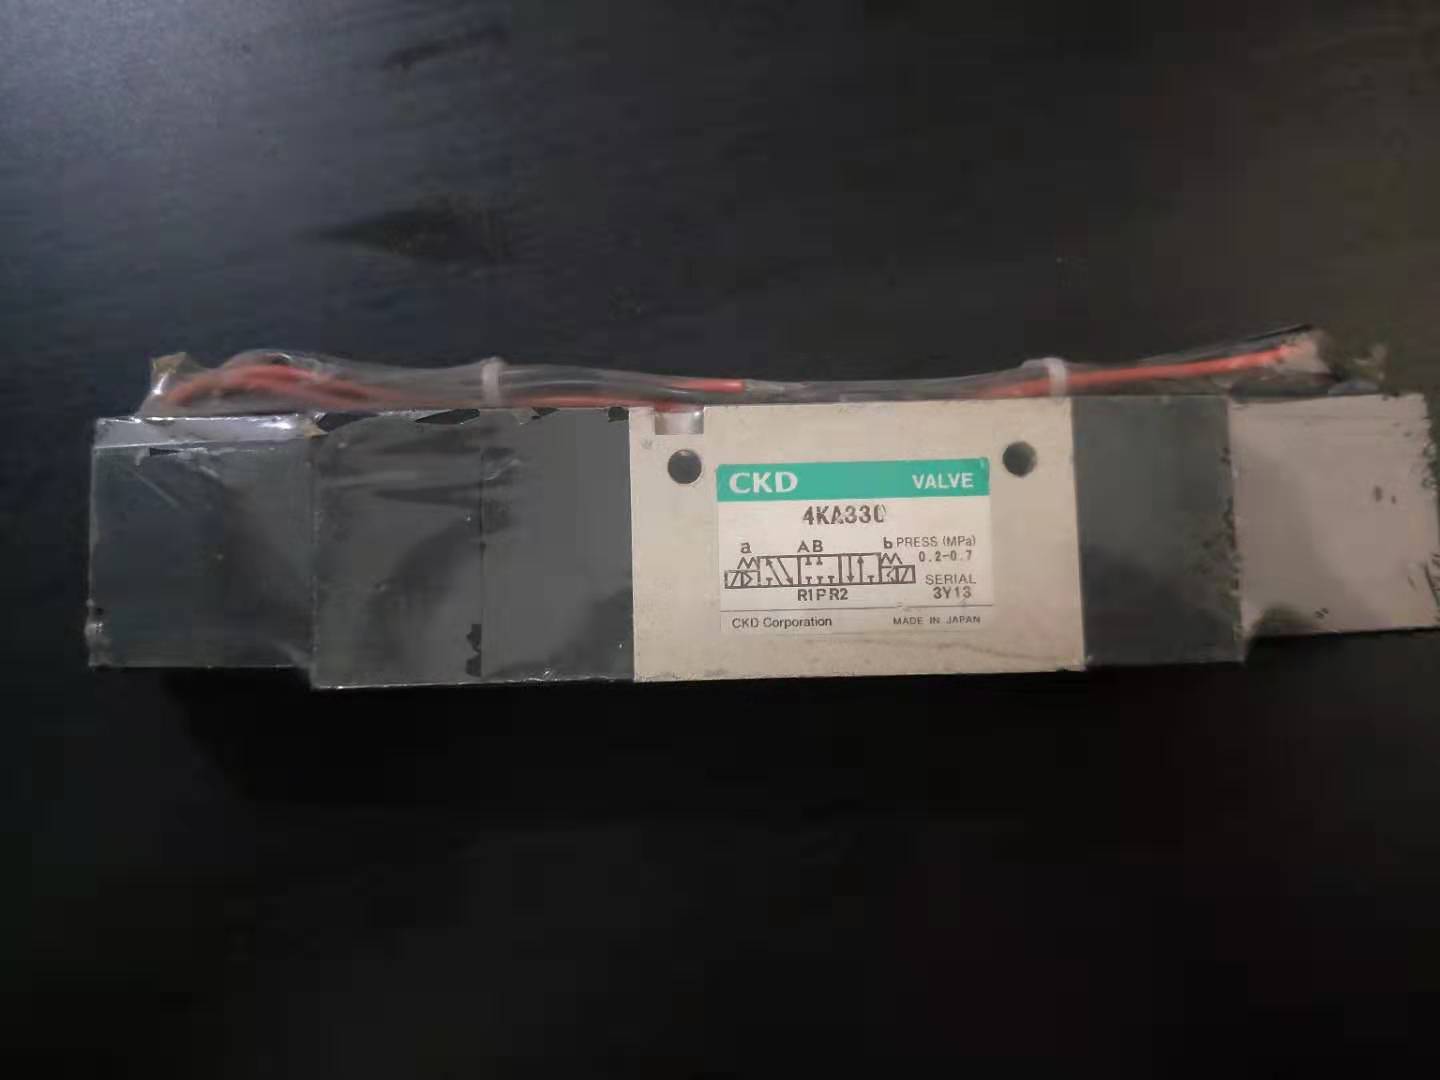 CKD VALVE
4KA330
a AB b PRESS (MPa)
0.2-0.7
SERIAL
R1PR2 3Y13
CKD Corporation MADE IN JAPAN